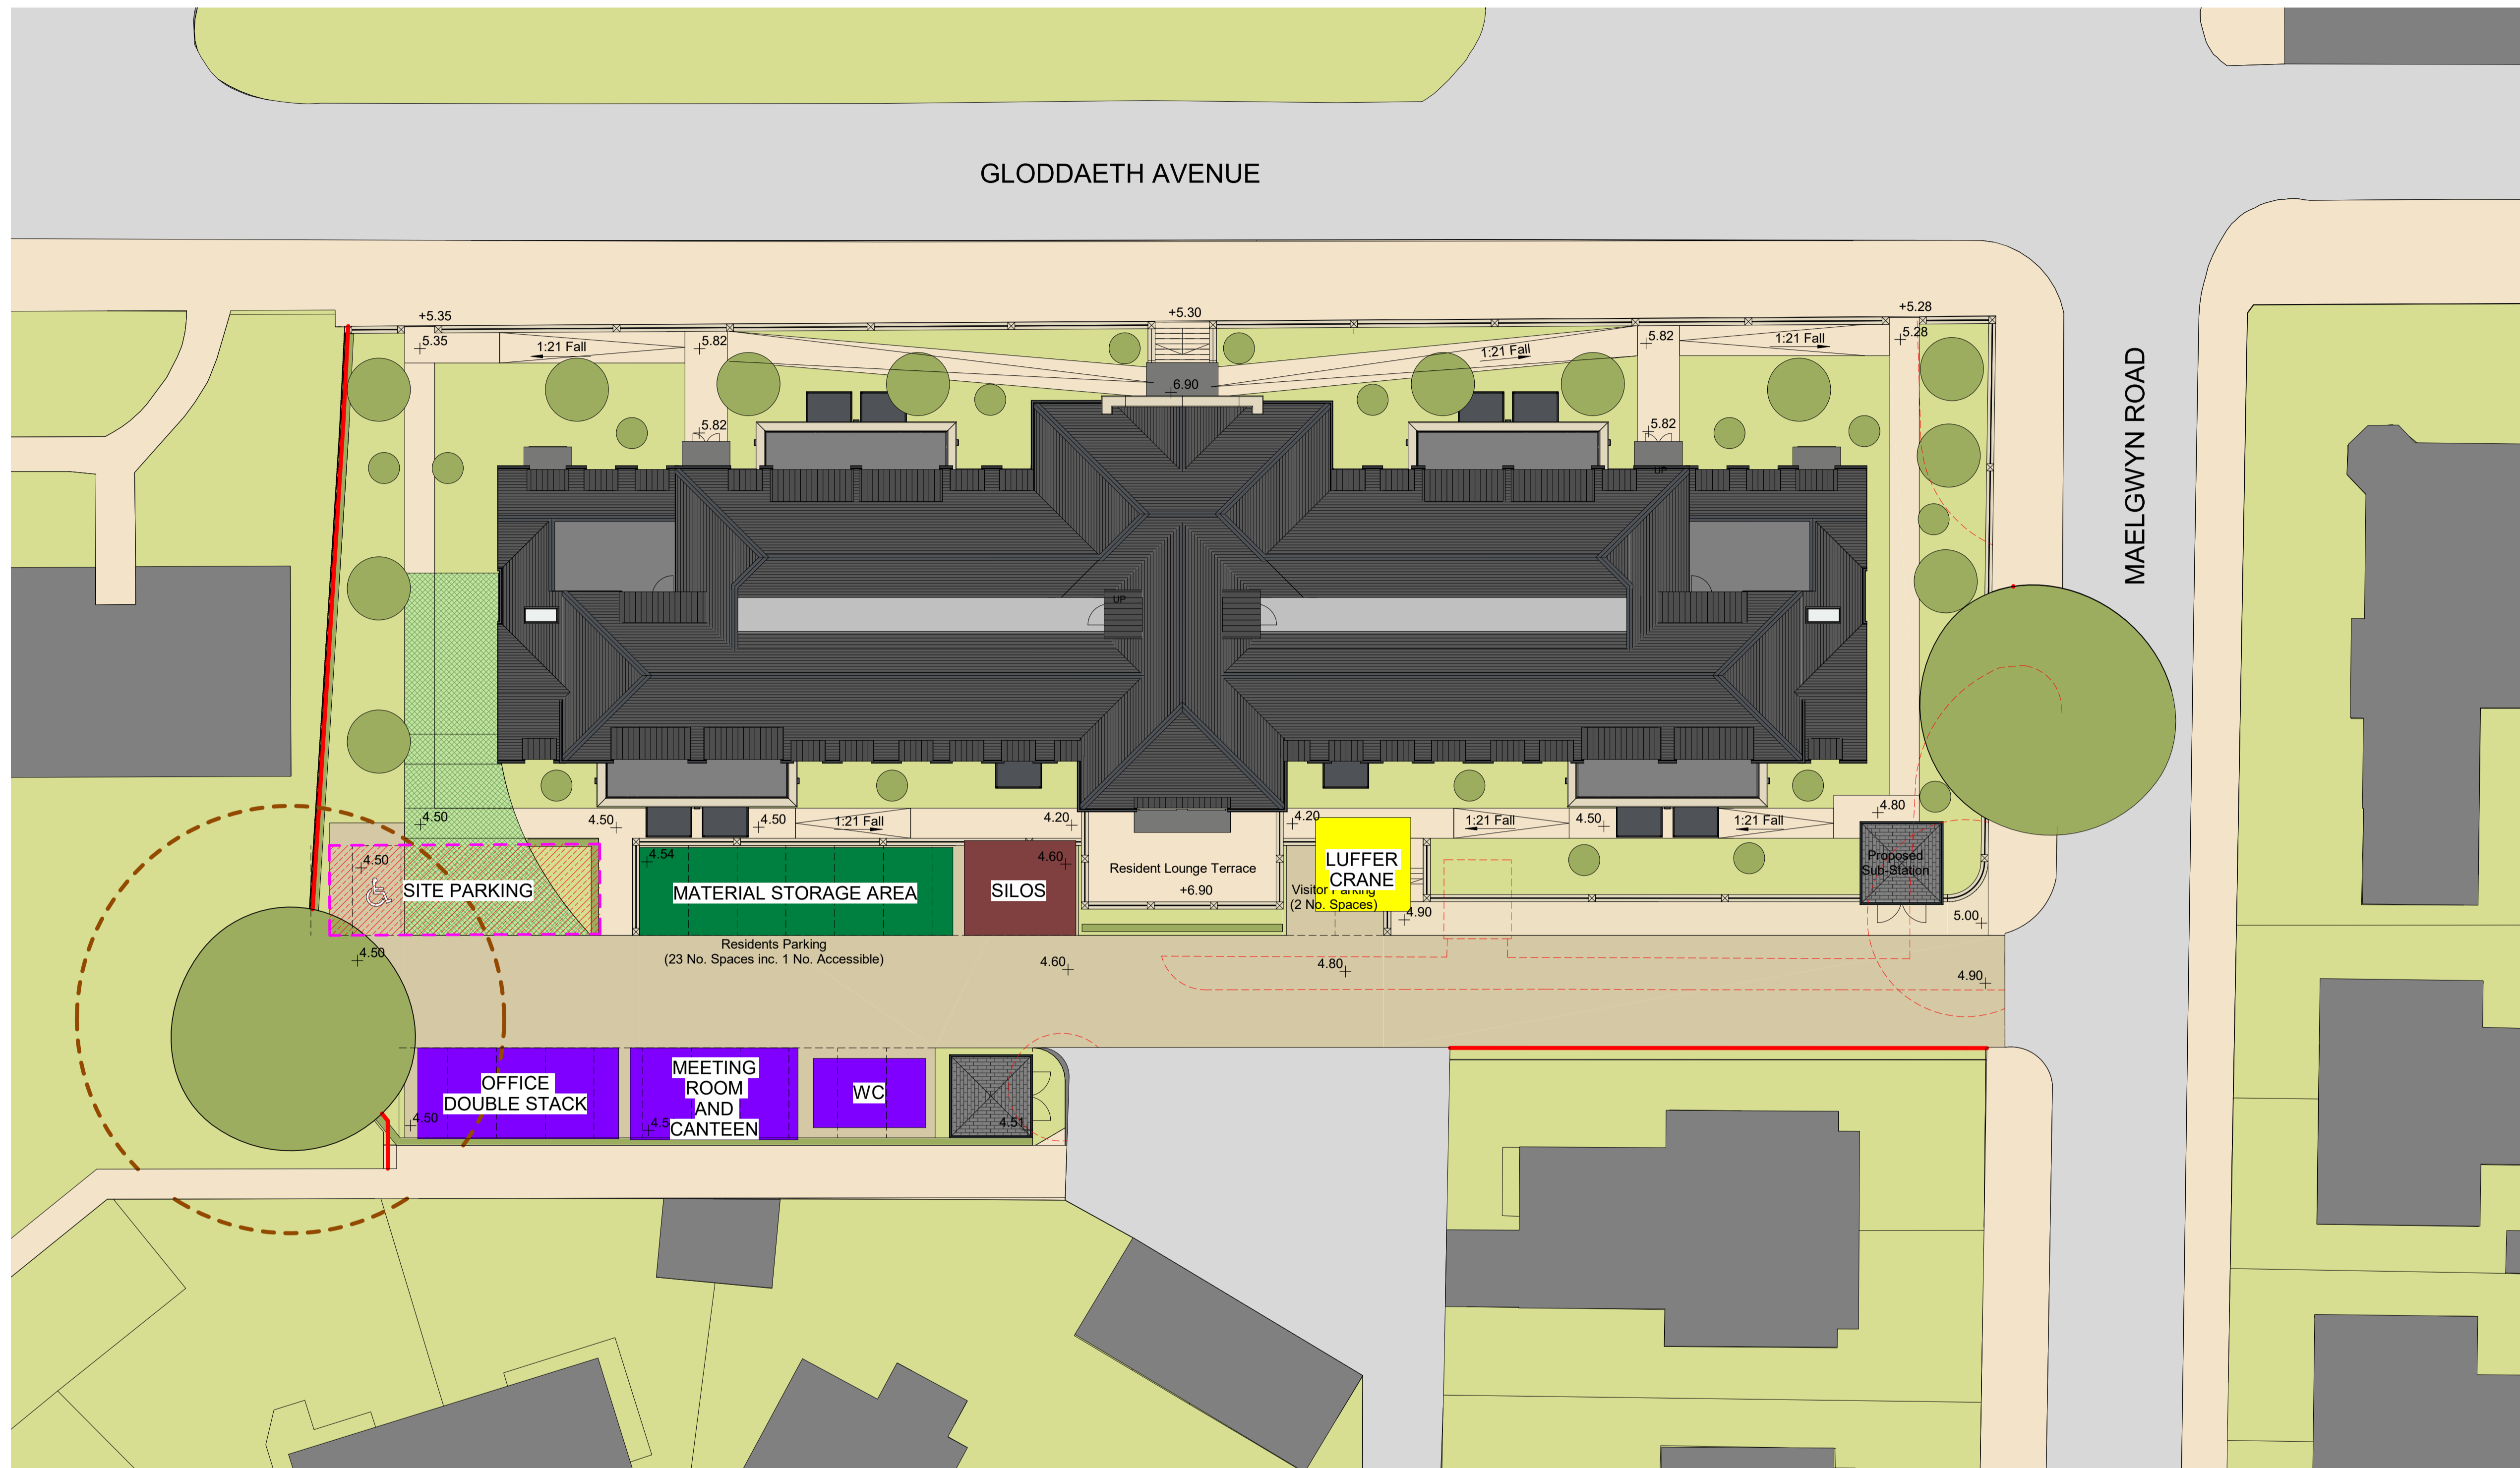 GLODDAETH AVENUE
MAELGWYN ROAD
+5.35
+5.30
+5.28
5.35
1:21 Fall
5.82
1:21 Fall
5.82
1:21 Fall
5.28
6.90
5.82
5.82
UP
UP
4.50
4.50
4.50
1:21 Fall
4.20
4.20
1:21 Fall
4.50
1:21 Fall
4.80
4.50
SITE PARKING
4.54
MATERIAL STORAGE AREA
4.60
SILOS
Resident Lounge Terrace
+6.90
LUFFER
CRANE
Visitor Parking
(2 No. Spaces)
4.90
Proposed
Sub-Station
5.00
4.50
Residents Parking
(23 No. Spaces inc. 1 No. Accessible)
4.60
4.80
4.90
OFFICE
DOUBLE STACK
4.50
MEETING
ROOM
AND
CANTEEN
WC
4.51